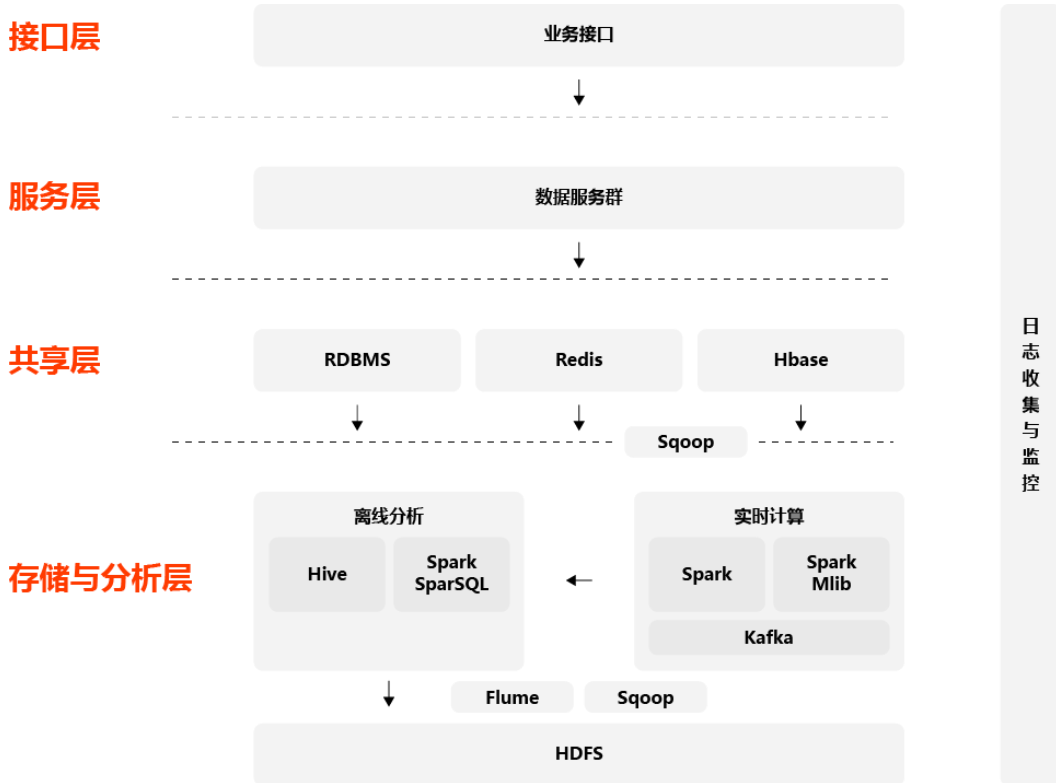 接口层
业务接口
服务层
数据服务群
共享层
RDBMS
Redis
Hbase
Sqoop
存储与分析层
离线分析
Hive
Spark
SparSQL
实时计算
Spark
Spark
Mlib
Kafka
Flume
Sqoop
HDFS
日
志
收
集
与
监
控